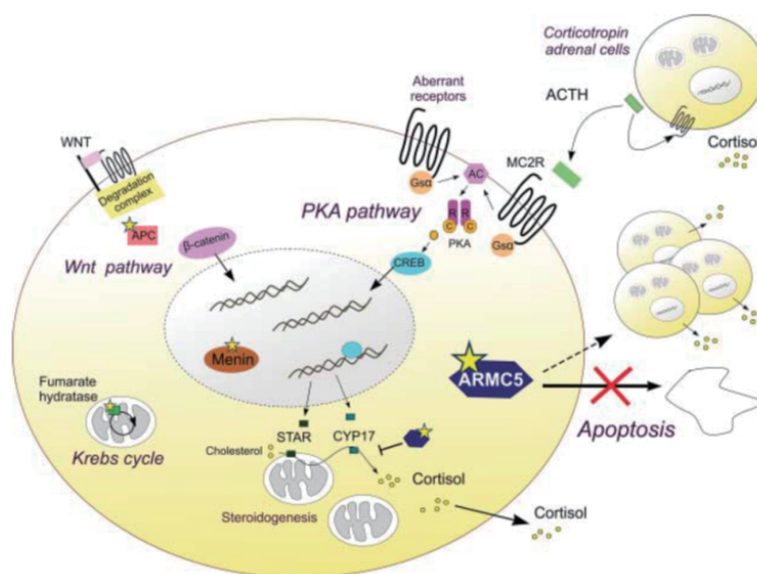 Corticotropin
adrenal cells
Aberrant
receptors
ACTH
WNT
MC2R
Cortisol
Degradation
complex
Gsα
AC
APC
PKA pathway
R R
C C
PKA
Gsα
β-catenin
Wnt pathway
CREB
Menin
ARMC5
Fumarate
hydratase
STAR
CYP17
Apoptosis
Cholesterol
Krebs cycle
Cortisol
Steroidogenesis
Cortisol